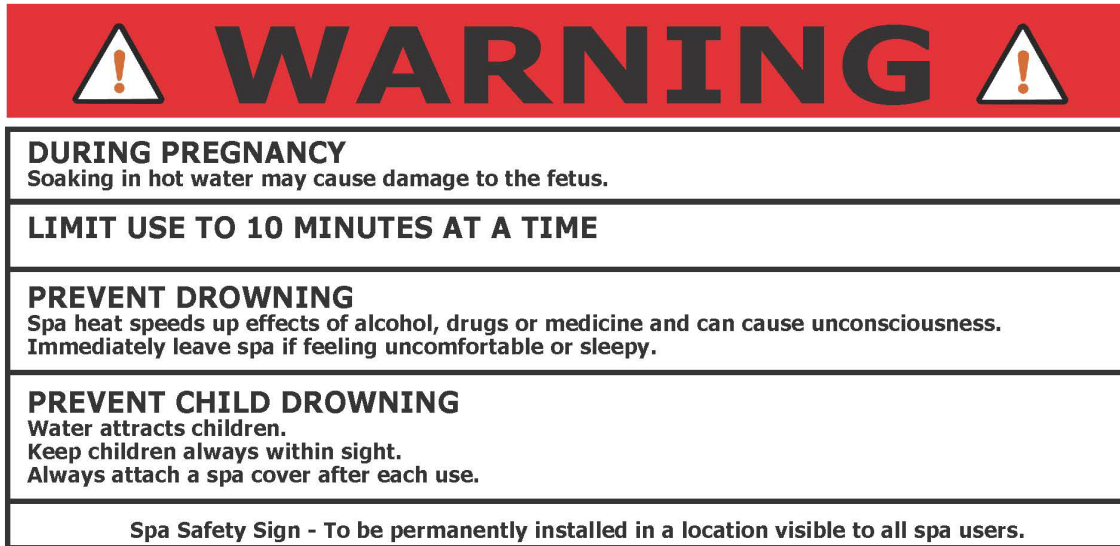 WARNING
DURING PREGNANCY
Soaking in hot water may cause damage to the fetus.
LIMIT USE TO 10 MINUTES AT A TIME
PREVENT DROWNING
Spa heat speeds up effects of alcohol, drugs or medicine and can cause unconsciousness.
Immediately leave spa if feeling uncomfortable or sleepy.
PREVENT CHILD DROWNING
Water attracts children.
Keep children always within sight.
Always attach a spa cover after each use.
Spa Safety Sign - To be permanently installed in a location visible to all spa users.